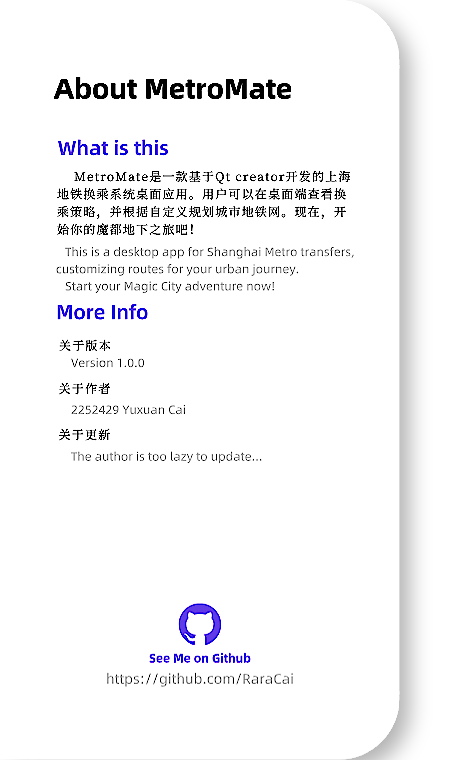 About MetroMate
What is this
MetroMate是一款基于Qt creator开发的上海
地铁换乘系统桌面应用。用户可以在桌面端查看换
乘策略，并根据自定义规划城市地铁网。现在，开
始你的魔都地下之旅吧！
This is a desktop app for Shanghai Metro transfers,
customizing routes for your urban journey.
Start your Magic City adventure now!
More Info
关于版本
Version 1.0.0
关于作者
2252429 Yuxuan Cai
关于更新
The author is too lazy to update...
See Me on Github
https://github.com/RaraCai